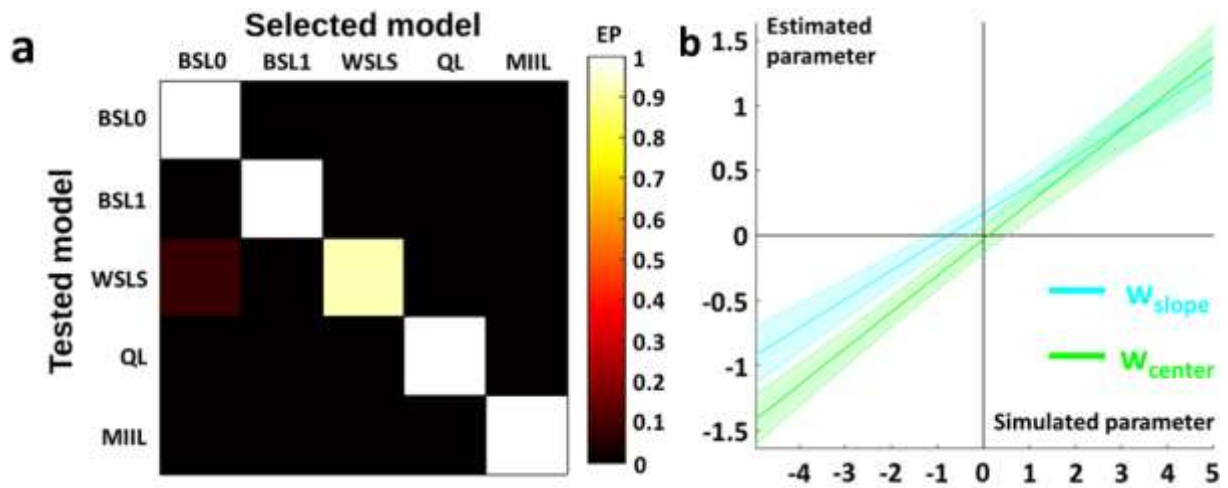 a
Selected model
EP
BSL0 BSL1 WSLS QL MIIL
Tested model
BSL0
BSL1
WSLS
QL
MIIL
1
0.9
0.8
0.7
0.6
0.5
0.4
0.3
0.2
0.1
0
b
Estimated
parameter
1.5
1
0.5
0
-0.5
-1
-1.5
Wslope
Wcenter
Simulated parameter
-4 -3 -2 -1 0 1 2 3 4 5